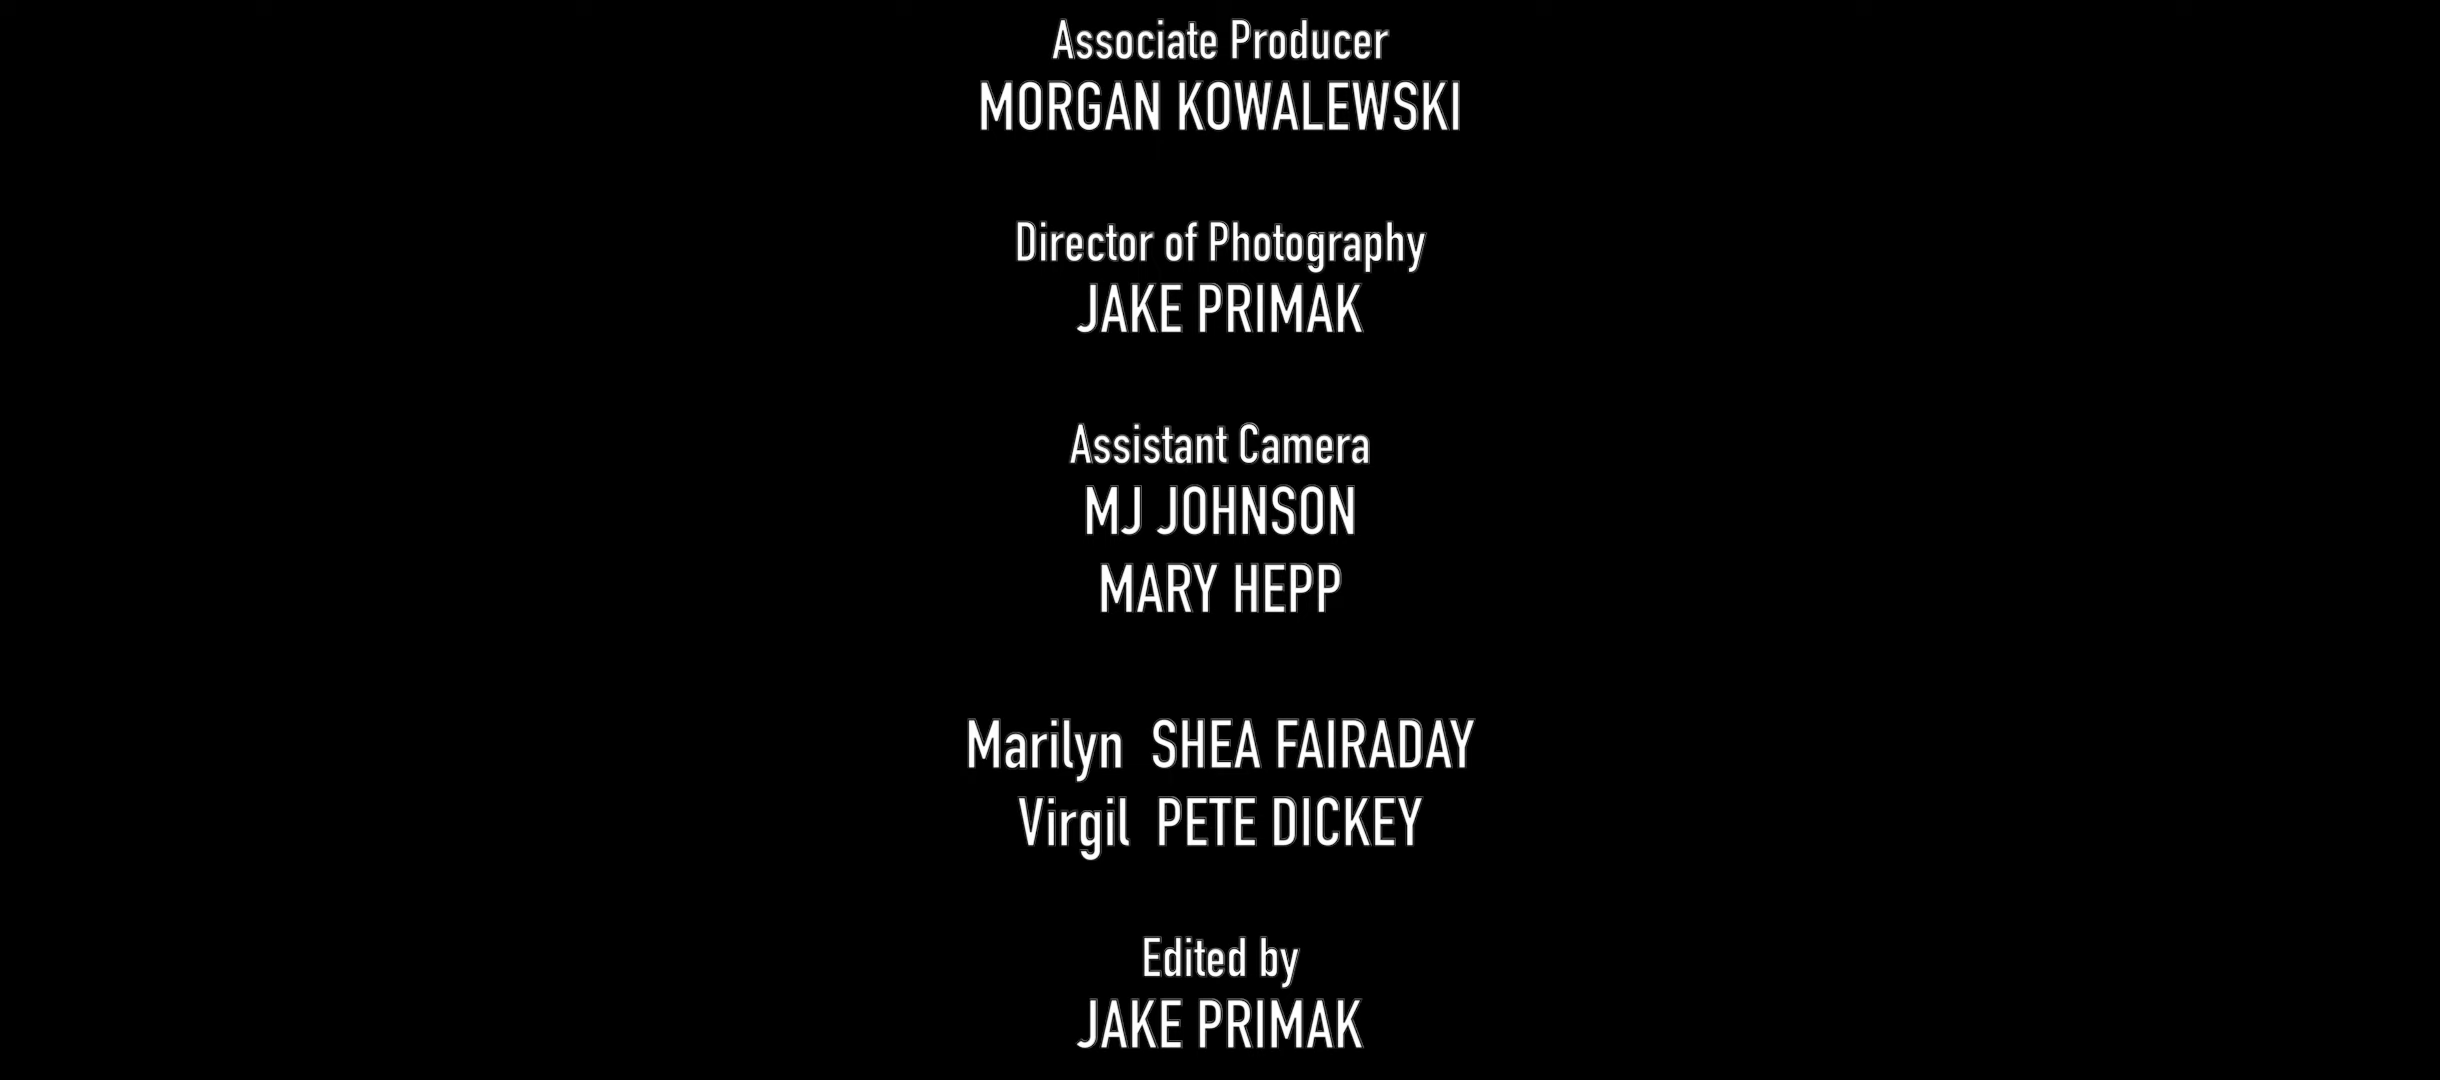 Associate Producer
MORGAN KOWALEWSKI
Director of Photography
JAKE PRIMAK
Assistant Camera
MJ JOHNSON
MARY HEPP
Marilyn SHEA FAIRADAY
Virgil PETE DICKEY
Edited by
JAKE PRIMAK